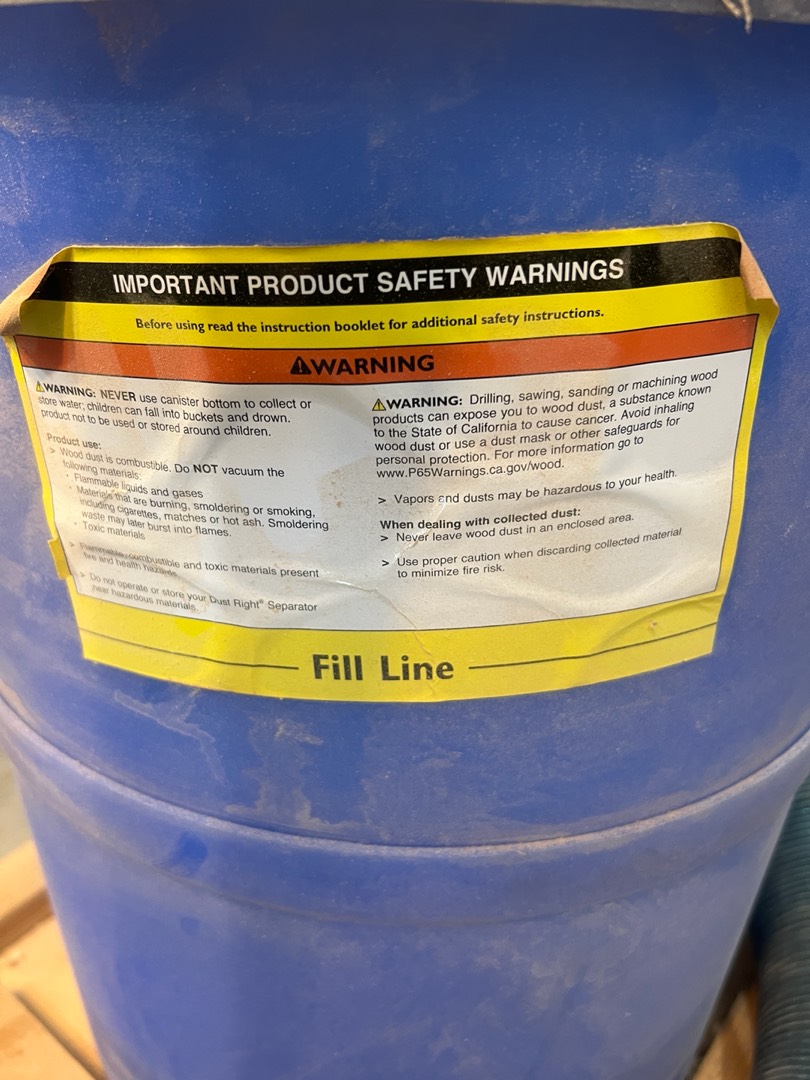 IMPORTANT PRODUCT SAFETY WARNINGS
Before using read the instruction booklet for additional safety instructions.
⚠WARNING
⚠WARNING: NEVER use canister bottom to collect or
store water; children can fall into buckets and drown.
product not to be used or stored around children.
Product use:
> Wood dust is combustible. Do NOT vacuum the
following materials:
· Flammable liquids and gases
· Materials that are burning, smoldering or smoking,
including cigarettes, matches or hot ash. Smoldering
waste may later burst into flames.
· Toxic materials
> Flammable, combustible and toxic materials present
fire and health hazards.
> Do not operate or store your Dust Right® Separator
near hazardous materials.
⚠WARNING: Drilling, sawing, sanding or machining wood
products can expose you to wood dust, a substance known
to the State of California to cause cancer. Avoid inhaling
wood dust or use a dust mask or other safeguards for
personal protection. For more information go to
www.P65Warnings.ca.gov/wood.
> Vapors and dusts may be hazardous to your health.
When dealing with collected dust:
> Never leave wood dust in an enclosed area.
> Use proper caution when discarding collected material
to minimize fire risk.
Fill Line